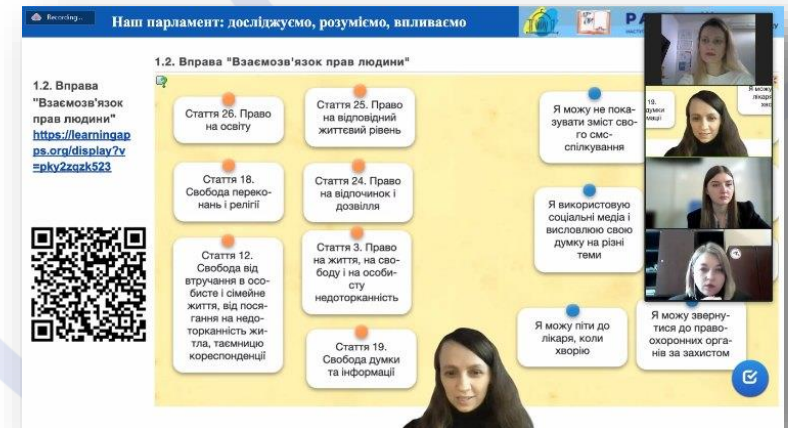 Recording...
Наш парламент: досліджуємо, розуміємо, впливаємо
1.2. Вправа "Взаємозв'язок прав людини"
1.2. Вправа
"Взаємозв'язок
прав людини"
https://learningap
ps.org/display?v
=pky2zqzk523
Стаття 26. Право
на освіту
Стаття 25. Право
на відповідний
життєвий рівень
Стаття 18.
Свобода переко-
нань і релігії
Стаття 24. Право
на відпочинок і
дозвілля
Стаття 12.
Свобода від
втручання в осо-
бисте і сімейне
життя, від пося-
гання на недо-
торканність жи-
тла, таємницю
кореспонденції
Стаття 3. Право
на життя, на сво-
боду і на особи-
сту
недоторканність
Стаття 19.
Свобода думки
та інформації
Я можу не пока-
зувати зміст сво-
го смс-
спілкування
Я використовую
соціальні медіа і
висловлюю свою
думку на різні
теми
Я можу піти до
лікаря, коли
хворію
Я можу зверну-
тися до право-
охоронних орга-
нів за захистом